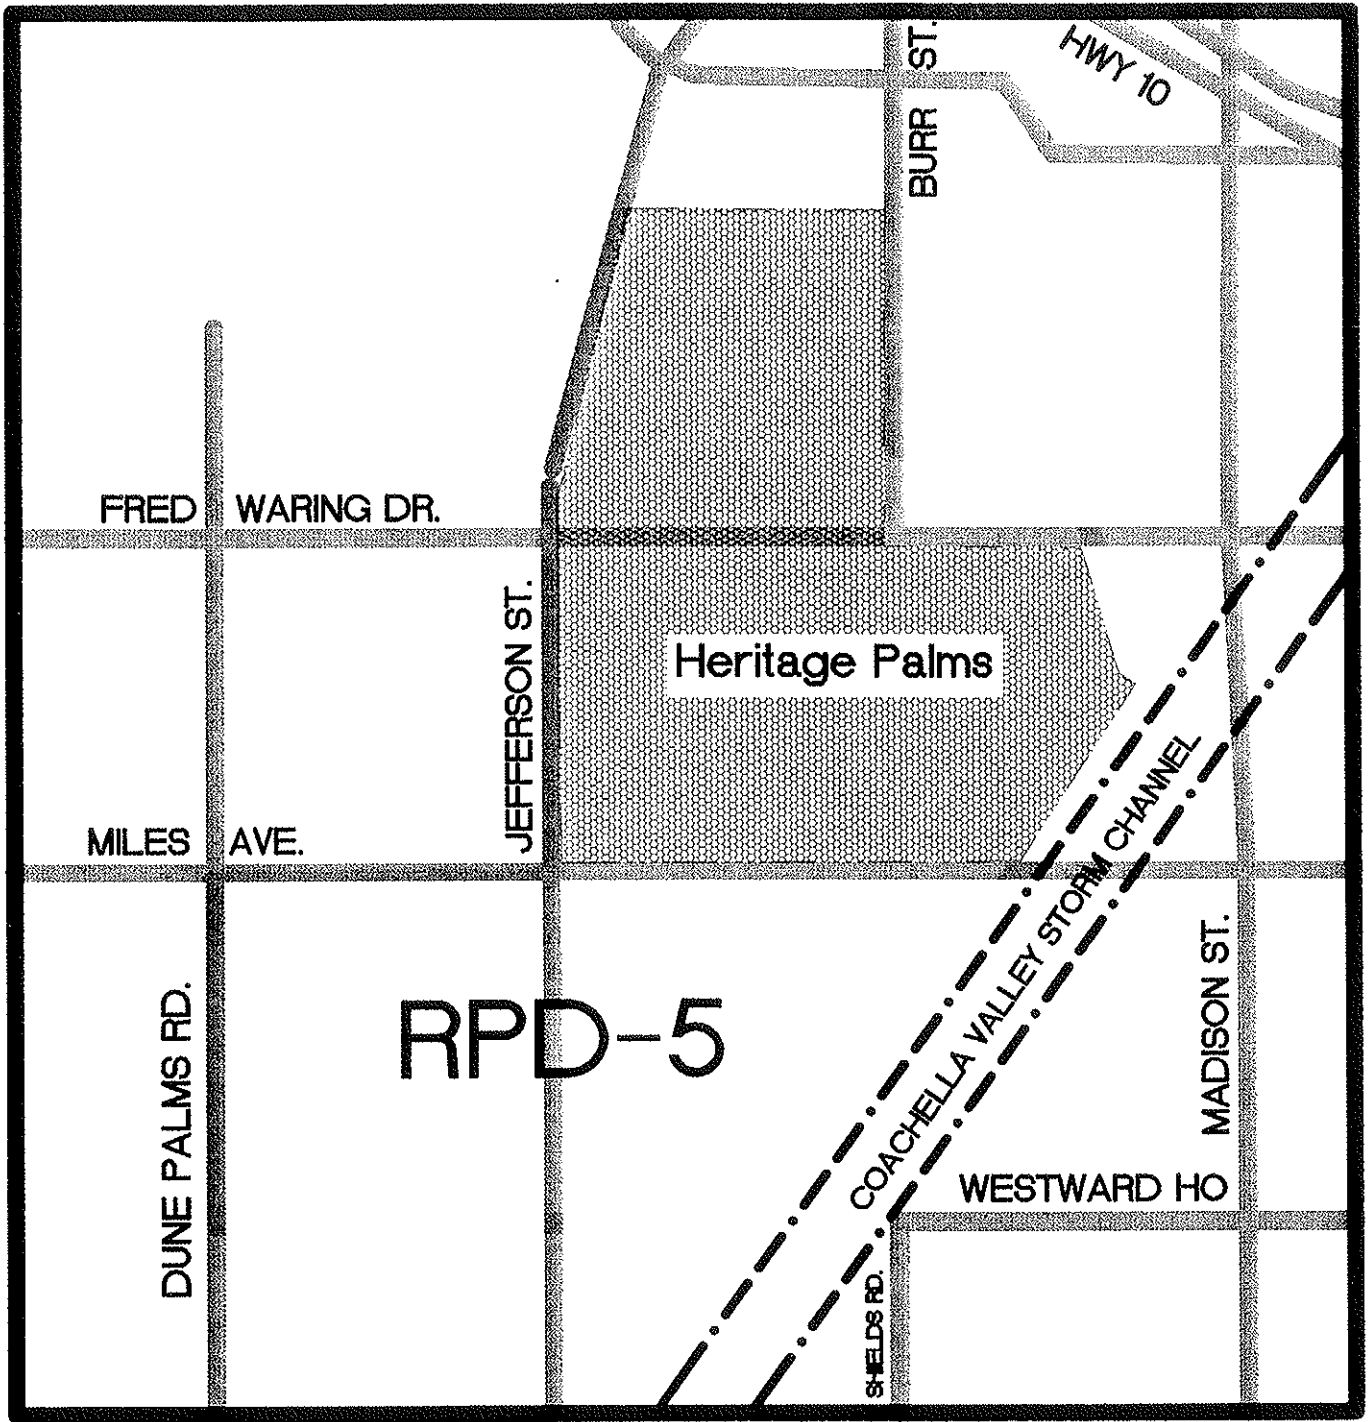 BURR ST.
HWY 10
FRED WARING DR.
JEFFERSON ST.
Heritage Palms
MILES AVE.
COACHELLA VALLEY STORM CHANNEL
RPD-5
DUNE PALMS RD.
MADISON ST.
WESTWARD HO
SHIELDS RD.